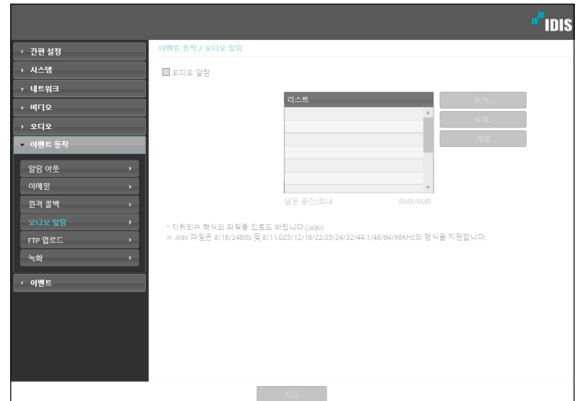 IDIS
간편 설정
시스템
네트워크
비디오
오디오
이벤트 동작
알람 아웃
이메일
원격 콜백
오디오 알람
FTP 업로드
녹화
이벤트
이벤트 동작 / 오디오 알람
오디오 알람
리스트
추가...
삭제...
재생
남은 공간/최대
8MB/8MB
* 지원되는 형식의 파일을 업로드 바랍니다.(.wav)
※ .wav 파일은 8/16/24bits 및 8/11.025/12/16/22.05/24/32/44.1/48/64/96KHz의 형식을 지원합니다.
적용